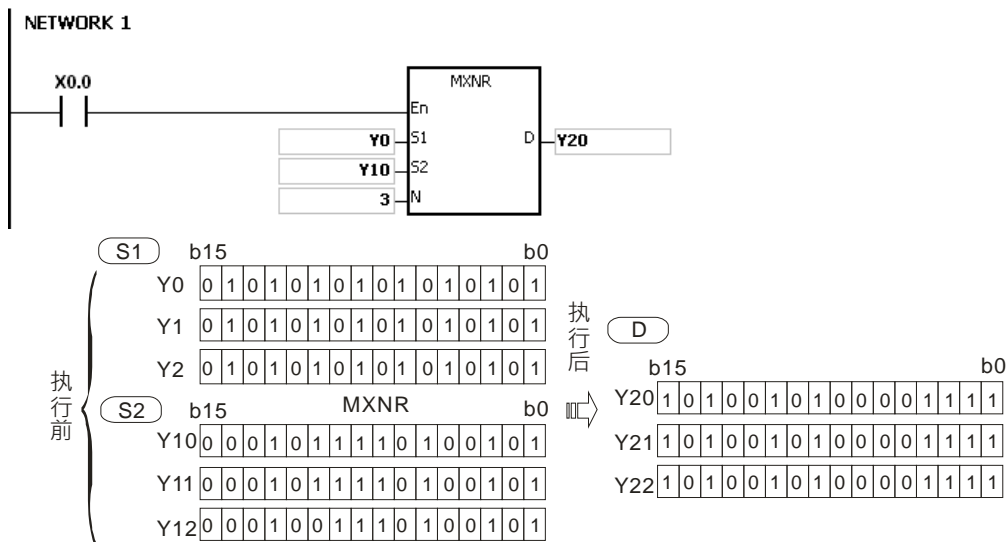 NETWORK 1
X0.0
MXNR
En
Y0 S1 D Y20
Y10 S2
3 N
S1 b15 b0
Y0 0 1 0 1 0 1 0 1 0 1 0 1 0 1 0 1
Y1 0 1 0 1 0 1 0 1 0 1 0 1 0 1 0 1
Y2 0 1 0 1 0 1 0 1 0 1 0 1 0 1 0 1
执行前
S2 b15 MXNR b0
Y10 0 0 0 1 0 1 1 1 1 0 1 0 0 1 0 1
Y11 0 0 0 1 0 1 1 1 1 0 1 0 0 1 0 1
Y12 0 0 0 1 0 0 1 1 1 0 1 0 0 1 0 1
执行后
D
b15 b0
Y20 1 0 1 0 0 1 0 1 0 0 0 0 1 1 1 1
Y21 1 0 1 0 0 1 0 1 0 0 0 0 1 1 1 1
Y22 1 0 1 0 0 1 0 1 0 0 0 0 1 1 1 1